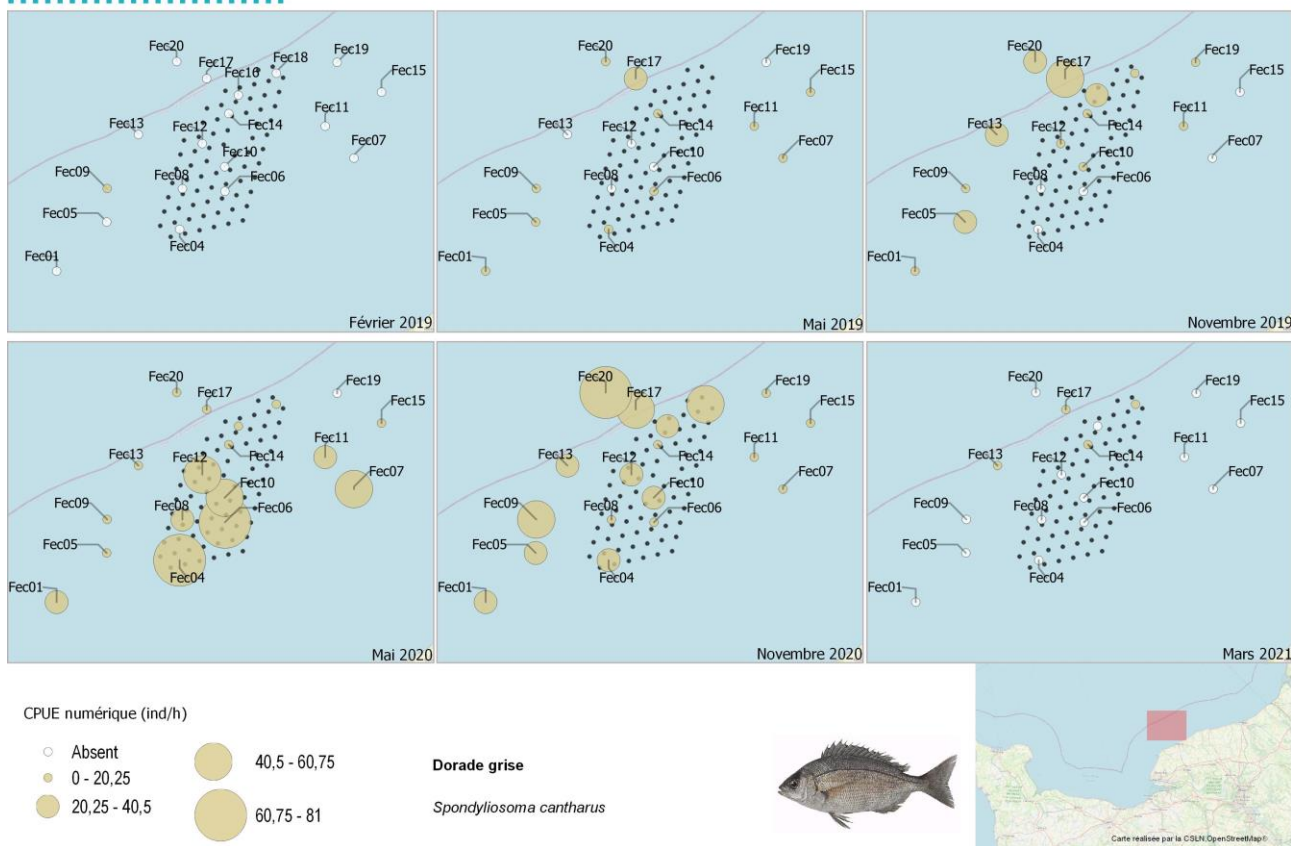 Fec20
Fec17
Fec18
Fec19
Fec16
Fec15
Fec11
Fec13
Fec12
Fec14
Fec07
Fec10
Fec09
Fec08
Fec06
Fec05
Fec04
Fec01
Février 2019
Fec20
Fec17
Fec19
Fec15
Fec11
Fec13
Fec12
Fec14
Fec07
Fec10
Fec09
Fec08
Fec06
Fec05
Fec04
Fec01
Mai 2019
Fec20
Fec17
Fec19
Fec15
Fec11
Fec13
Fec12
Fec14
Fec07
Fec10
Fec09
Fec08
Fec06
Fec05
Fec04
Fec01
Novembre 2019
Fec20
Fec17
Fec19
Fec15
Fec11
Fec13
Fec12
Fec14
Fec07
Fec10
Fec09
Fec08
Fec06
Fec05
Fec04
Fec01
Mai 2020
Fec20
Fec17
Fec19
Fec15
Fec11
Fec13
Fec12
Fec14
Fec07
Fec10
Fec09
Fec08
Fec06
Fec05
Fec04
Fec01
Novembre 2020
Fec20
Fec17
Fec19
Fec15
Fec11
Fec13
Fec12
Fec14
Fec07
Fec10
Fec09
Fec08
Fec06
Fec05
Fec04
Fec01
Mars 2021
CPUE numérique (ind/h)
Absent
0 - 20,25
20,25 - 40,5
40,5 - 60,75
60,75 - 81
Dorade grise
Spondyliosoma cantharus
Carte réalisée par la CSLN OpenStreetMap©